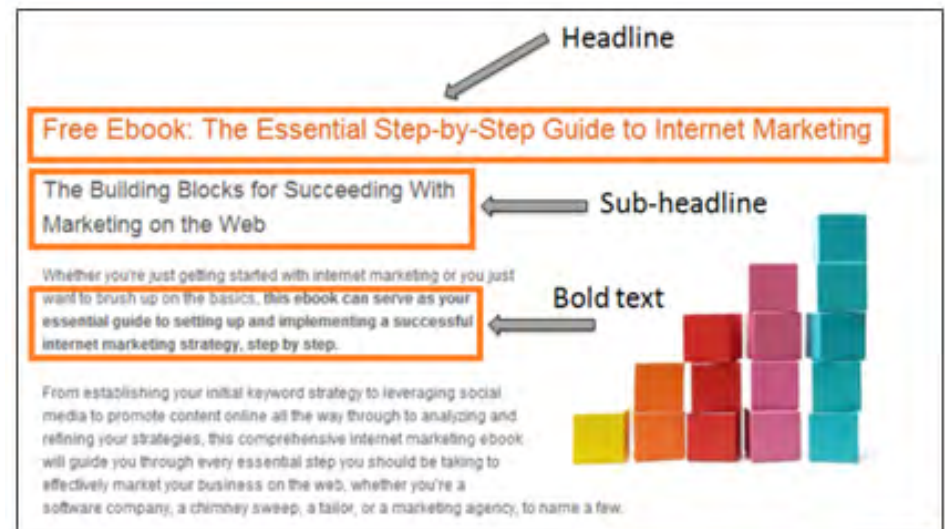 Headline
Free Ebook: The Essential Step-by-Step Guide to Internet Marketing
The Building Blocks for Succeeding With
Marketing on the Web
Sub-headline
Whether you're just getting started with internet marketing or you just
want to brush up on the basics, this ebook can serve as your
essential guide to setting up and implementing a successful
internet marketing strategy, step by step.
Bold text
From establishing your initial keyword strategy to leveraging social
media to promote content online all the way through to analyzing and
refining your strategies, this comprehensive internet marketing ebook
will guide you through every essential step you should be taking to
effectively market your business on the web, whether you're a
software company, a chimney sweep, a tailor, or a marketing agency, to name a few.